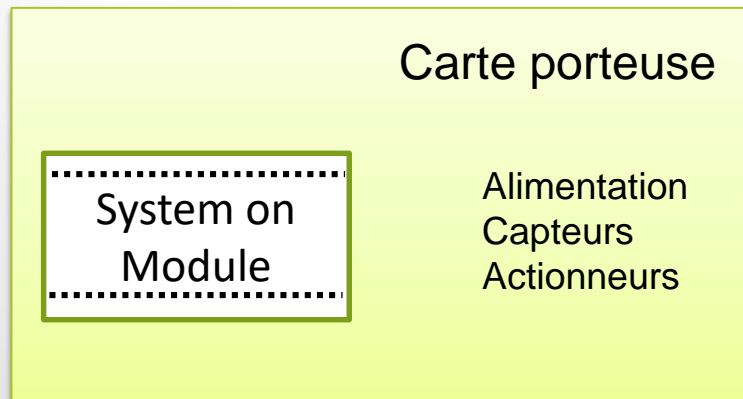 Carte porteuse
System on
Module
Alimentation
Capteurs
Actionneurs